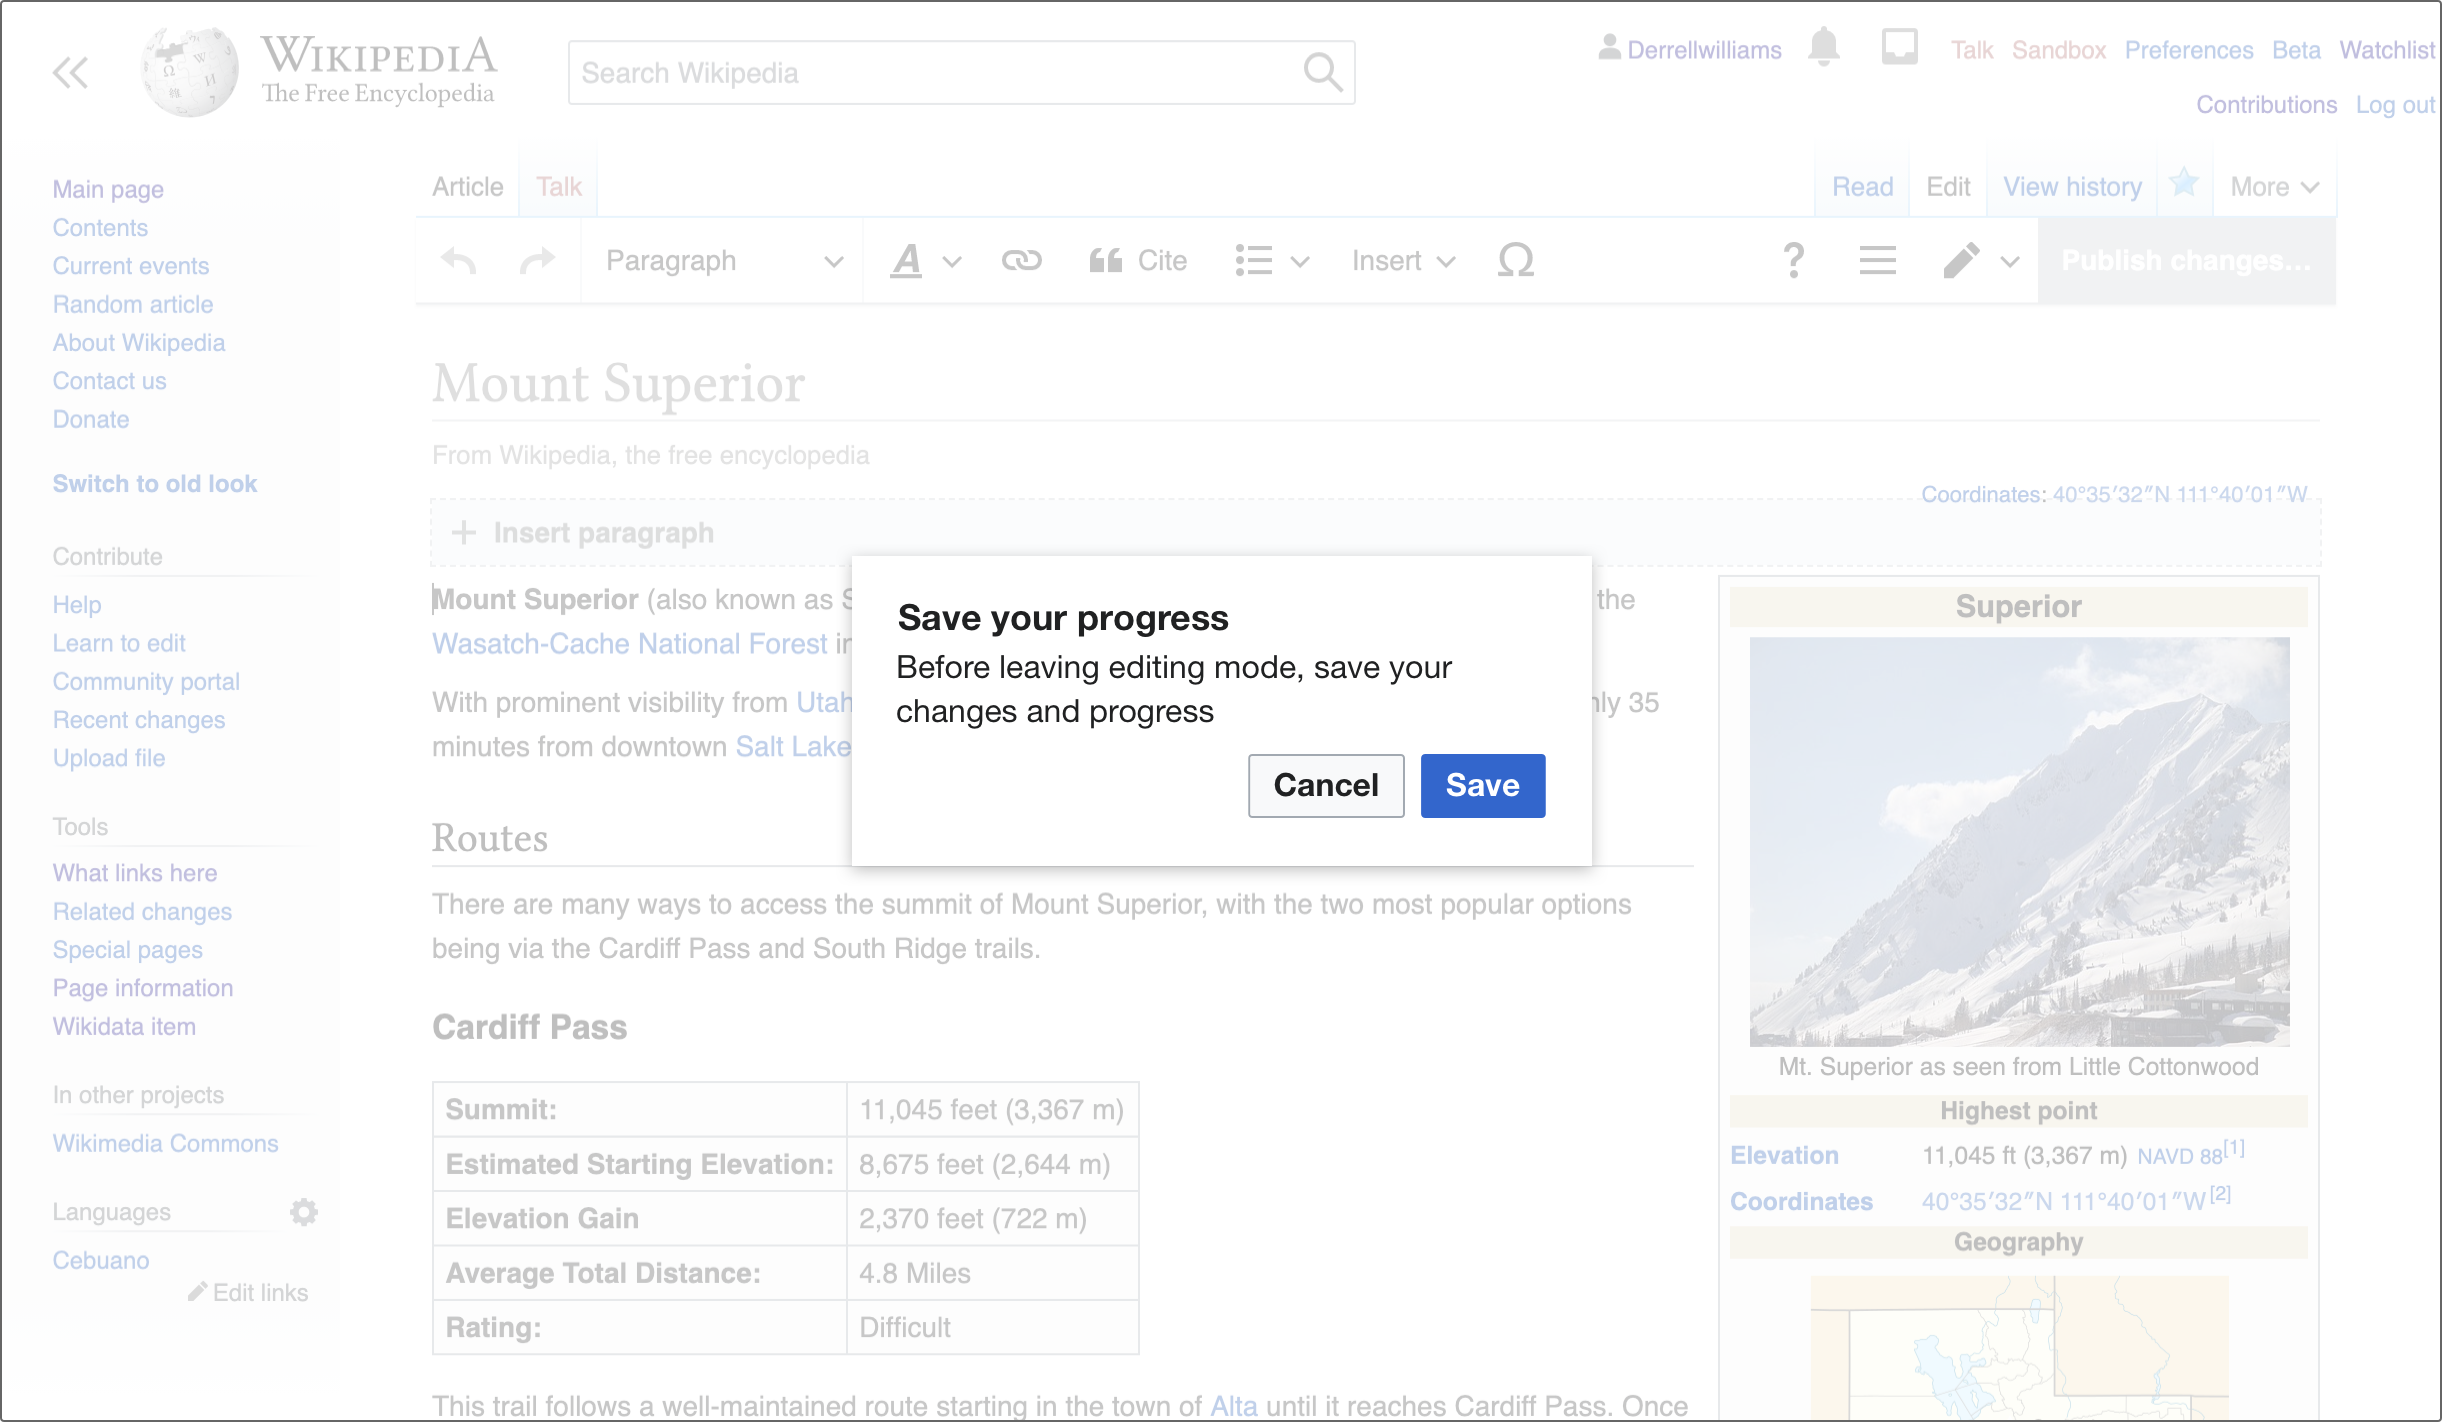 WIKIPEDIA
The Free Encyclopedia
Search Wikipedia
Derrellwilliams
Talk Sandbox Preferences Beta Watchlist
Contributions Log out
Main page
Contents
Current events
Random article
About Wikipedia
Contact us
Donate
Switch to old look
Contribute
Help
Learn to edit
Community portal
Recent changes
Upload file
Tools
What links here
Related changes
Special pages
Page information
Wikidata item
In other projects
Wikimedia Commons
Languages
Cebuano
Edit links
Article Talk
Read Edit View history More
Paragraph A Cite Insert Ω ? Publish changes...
Mount Superior
From Wikipedia, the free encyclopedia
Coordinates: 40°35′32″N 111°40′01″W
Insert paragraph
Mount Superior (also known as the
Wasatch-Cache National Forest
With prominent visibility from Utah 35
minutes from downtown Salt Lake
Save your progress
Before leaving editing mode, save your
changes and progress
Cancel Save
Routes
There are many ways to access the summit of Mount Superior, with the two most popular options
being via the Cardiff Pass and South Ridge trails.
Cardiff Pass
Summit: 11,045 feet (3,367 m)
Estimated Starting Elevation: 8,675 feet (2,644 m)
Elevation Gain 2,370 feet (722 m)
Average Total Distance: 4.8 Miles
Rating: Difficult
This trail follows a well-maintained route starting in the town of Alta until it reaches Cardiff Pass. Once
Superior
Mt. Superior as seen from Little Cottonwood
Highest point
Elevation 11,045 ft (3,367 m) NAVD 88[1]
Coordinates 40°35′32″N 111°40′01″W[2]
Geography